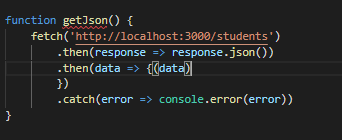 function getJson() {
fetch('http://localhost:3000/students')
.then(response => response.json())
.then(data => {(data)
})
.catch(error => console.error(error))
}